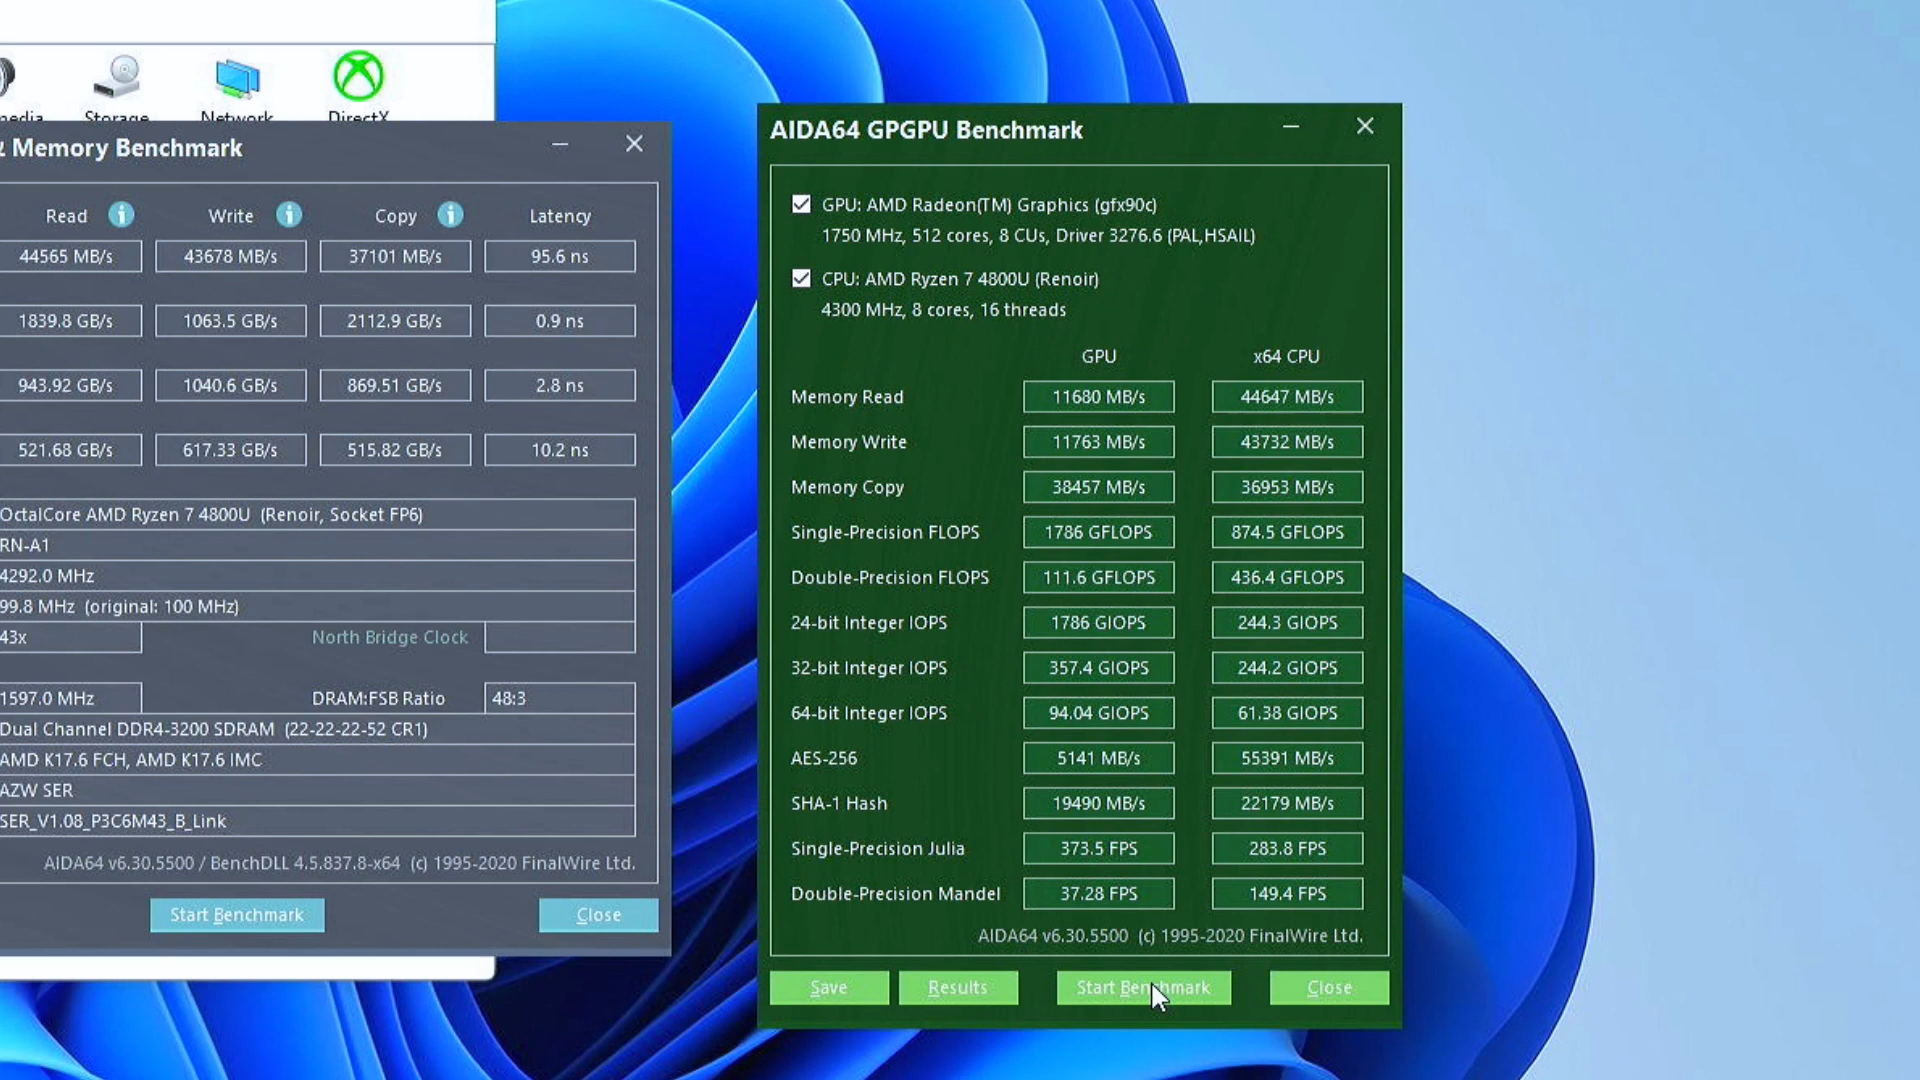 Storage
Network
DirectX
Memory Benchmark
Read Write Copy Latency
44565 MB/s 43678 MB/s 37101 MB/s 95.6 ns
1839.8 GB/s 1063.5 GB/s 2112.9 GB/s 0.9 ns
943.92 GB/s 1040.6 GB/s 869.51 GB/s 2.8 ns
521.68 GB/s 617.33 GB/s 515.82 GB/s 10.2 ns
OctalCore AMD Ryzen 7 4800U (Renoir, Socket FP6)
RN-A1
4292.0 MHz
99.8 MHz (original: 100 MHz)
43x North Bridge Clock
1597.0 MHz DRAM:FSB Ratio 48:3
Dual Channel DDR4-3200 SDRAM (22-22-22-52 CR1)
AMD K17.6 FCH, AMD K17.6 IMC
AZW SER
SER_V1.08_P3C6M43_B_Link
AIDA64 v6.30.5500 / BenchDLL 4.5.837.8-x64 (c) 1995-2020 FinalWire Ltd.
Start Benchmark Close
AIDA64 GPGPU Benchmark
GPU: AMD Radeon(TM) Graphics (gfx90c)
1750 MHz, 512 cores, 8 CUs, Driver 3276.6 (PAL,HSAIL)
CPU: AMD Ryzen 7 4800U (Renoir)
4300 MHz, 8 cores, 16 threads
GPU x64 CPU
Memory Read 11680 MB/s 44647 MB/s
Memory Write 11763 MB/s 43732 MB/s
Memory Copy 38457 MB/s 36953 MB/s
Single-Precision FLOPS 1786 GFLOPS 874.5 GFLOPS
Double-Precision FLOPS 111.6 GFLOPS 436.4 GFLOPS
24-bit Integer IOPS 1786 GIOPS 244.3 GIOPS
32-bit Integer IOPS 357.4 GIOPS 244.2 GIOPS
64-bit Integer IOPS 94.04 GIOPS 61.38 GIOPS
AES-256 5141 MB/s 55391 MB/s
SHA-1 Hash 19490 MB/s 22179 MB/s
Single-Precision Julia 373.5 FPS 283.8 FPS
Double-Precision Mandel 37.28 FPS 149.4 FPS
AIDA64 v6.30.5500 (c) 1995-2020 FinalWire Ltd.
Save Results Start Benchmark Close